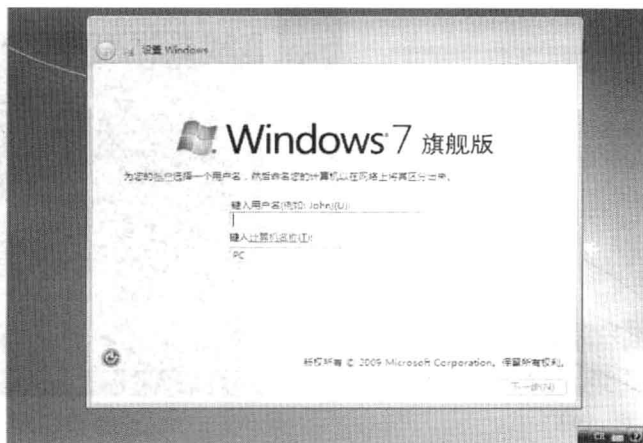 设置 Windows
Windows 7 旗舰版
为您的帐户选择一个用户名，然后命名您的计算机以在网络上将其区分出来。
键入用户名(例如: John)(U):
键入计算机名称(T):
PC
版权所有 © 2009 Microsoft Corporation。保留所有权利。
下一步(N)
CH